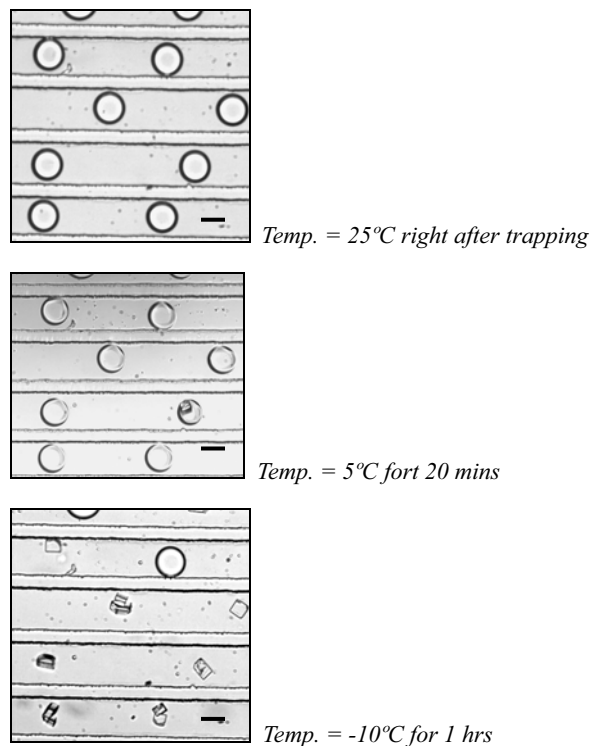 Temp. = 25ºC right after trapping
Temp. = 5ºC fort 20 mins
Temp. = -10ºC for 1 hrs